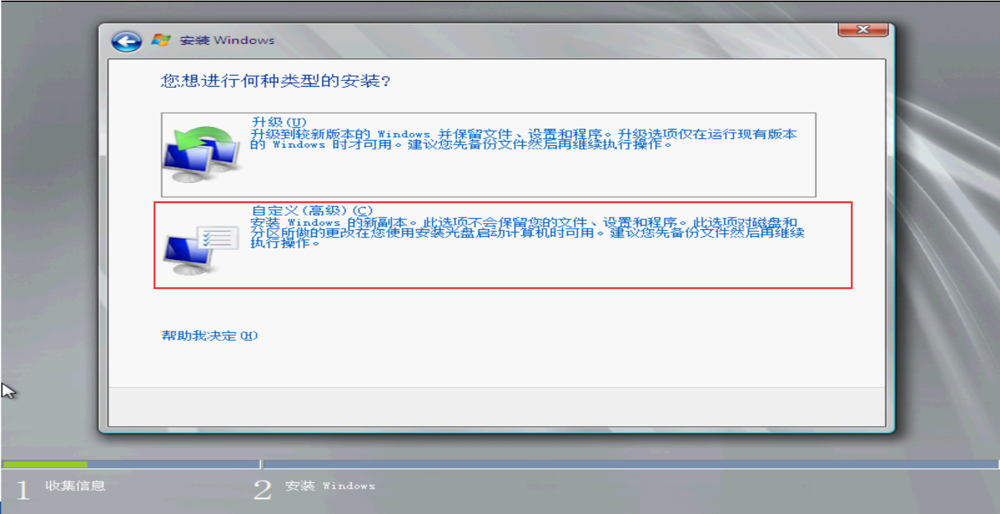 安装 Windows
您想进行何种类型的安装?
升级(U)
升级到较新版本的 Windows 并保留文件、设置和程序。升级选项仅在运行现有版本
的 Windows 时才可用。建议您先备份文件然后再继续执行操作。
自定义(高级)(C)
安装 Windows 的新副本。此选项不会保留您的文件、设置和程序。此选项对磁盘和
分区所做的更改在您使用安装光盘启动计算机时可用。建议您先备份文件然后再继续
执行操作。
帮助我决定(H)
1 收集信息
2 安装 Windows